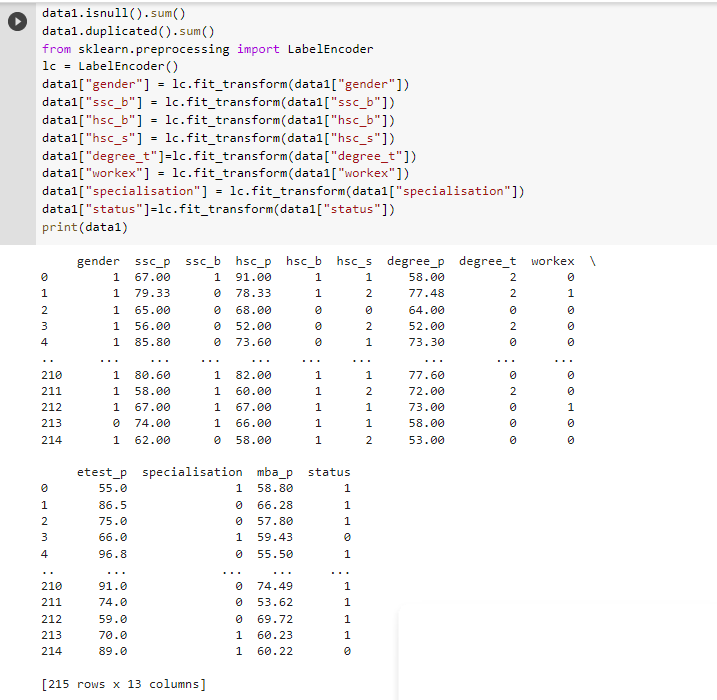 data1.isnull().sum()
data1.duplicated().sum()
from sklearn.preprocessing import LabelEncoder
lc = LabelEncoder()
data1["gender"] = lc.fit_transform(data1["gender"])
data1["ssc_b"] = lc.fit_transform(data1["ssc_b"])
data1["hsc_b"] = lc.fit_transform(data1["hsc_b"])
data1["hsc_s"] = lc.fit_transform(data1["hsc_s"])
data1["degree_t"]=lc.fit_transform(data["degree_t"])
data1["workex"] = lc.fit_transform(data1["workex"])
data1["specialisation"] = lc.fit_transform(data1["specialisation"])
data1["status"]=lc.fit_transform(data1["status"])
print(data1)
gender ssc_p ssc_b hsc_p hsc_b hsc_s degree_p degree_t workex \
0 1 67.00 1 91.00 1 1 58.00 2 0
1 1 79.33 0 78.33 1 2 77.48 2 1
2 1 65.00 0 68.00 0 0 64.00 0 0
3 1 56.00 0 52.00 0 2 52.00 2 0
4 1 85.80 0 73.60 0 1 73.30 0 0
.. ... ... ... ... ... ... ... ... ...
210 1 80.60 1 82.00 1 1 77.60 0 0
211 1 58.00 1 60.00 1 2 72.00 2 0
212 1 67.00 1 67.00 1 1 73.00 0 1
213 0 74.00 1 66.00 1 1 58.00 0 0
214 1 62.00 0 58.00 1 2 53.00 0 0
etest_p specialisation mba_p status
0 55.0 1 58.80 1
1 86.5 0 66.28 1
2 75.0 0 57.80 1
3 66.0 1 59.43 0
4 96.8 0 55.50 1
.. ... ... ... ...
210 91.0 0 74.49 1
211 74.0 0 53.62 1
212 59.0 0 69.72 1
213 70.0 1 60.23 1
214 89.0 1 60.22 0
[215 rows x 13 columns]